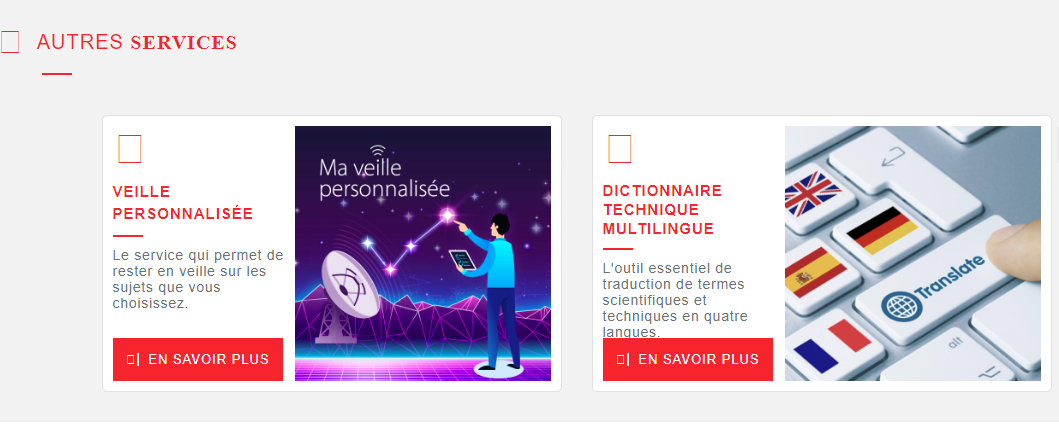 AUTRES SERVICES
VEILLE
PERSONNALISÉE
Le service qui permet de
rester en veille sur les
sujets que vous
choisissez.
EN SAVOIR PLUS
Ma veille
personnalisée
DICTIONNAIRE
TECHNIQUE
MULTILINGUE
L'outil essentiel de
traduction de termes
scientifiques et
techniques en quatre
langues.
EN SAVOIR PLUS
Translate
alt